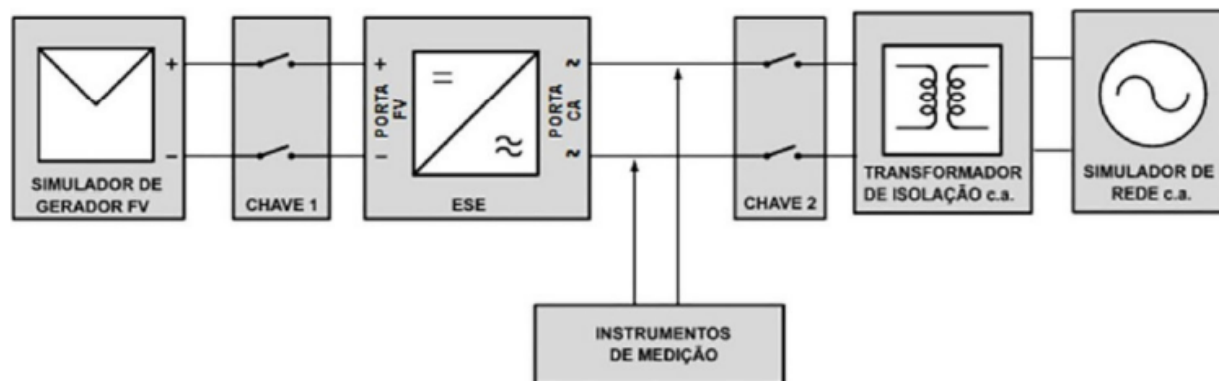 SIMULADOR DE
GERADOR FV
+
−
CHAVE 1
+
−
PORTA
FV
=
≈
~
~
PORTA
CA
ESE
CHAVE 2
TRANSFORMADOR
DE ISOLAÇÃO c.a.
SIMULADOR DE
REDE c.a.
INSTRUMENTOS
DE MEDIÇÃO